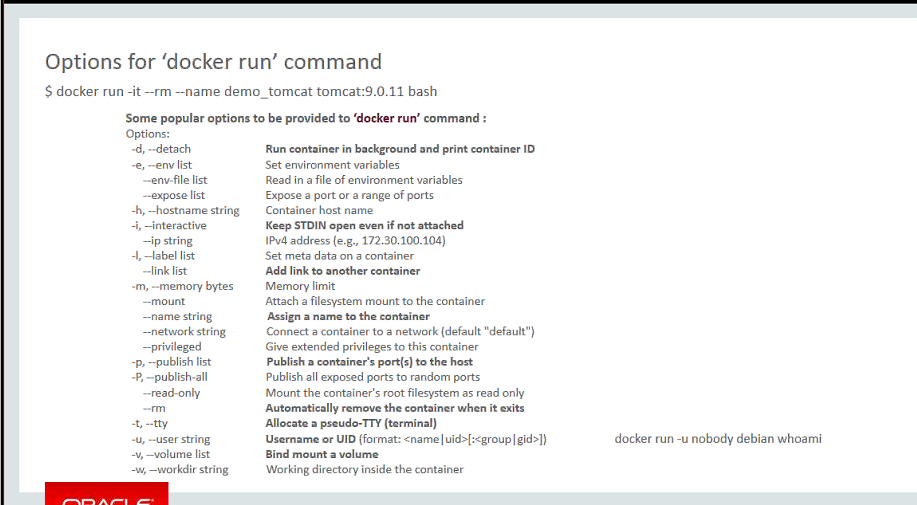 Options for ‘docker run’ command
$ docker run -it --rm --name demo_tomcat tomcat:9.0.11 bash
Some popular options to be provided to ‘docker run’ command :
Options:
-d, --detach Run container in background and print container ID
-e, --env list Set environment variables
--env-file list Read in a file of environment variables
--expose list Expose a port or a range of ports
-h, --hostname string Container host name
-i, --interactive Keep STDIN open even if not attached
--ip string IPv4 address (e.g., 172.30.100.104)
-l, --label list Set meta data on a container
--link list Add link to another container
-m, --memory bytes Memory limit
--mount Attach a filesystem mount to the container
--name string Assign a name to the container
--network string Connect a container to a network (default "default")
--privileged Give extended privileges to this container
-p, --publish list Publish a container's port(s) to the host
-P, --publish-all Publish all exposed ports to random ports
--read-only Mount the container's root filesystem as read only
--rm Automatically remove the container when it exits
-t, --tty Allocate a pseudo-TTY (terminal)
-u, --user string Username or UID (format: <name|uid>[:<group|gid>]) docker run -u nobody debian whoami
-v, --volume list Bind mount a volume
-w, --workdir string Working directory inside the container
ORACLE